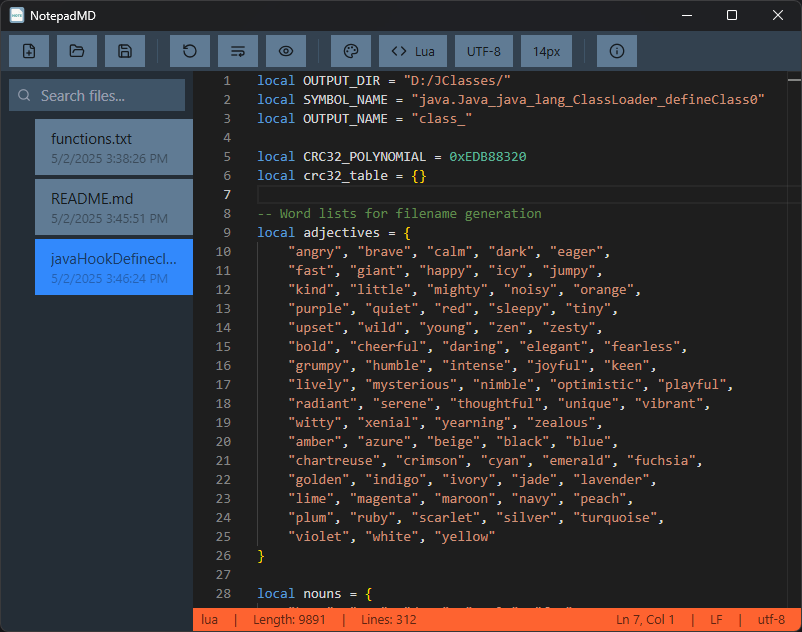 NotepadMD
Lua
UTF-8
14px
Search files...
functions.txt
5/2/2025 3:38:26 PM
README.md
5/2/2025 3:45:51 PM
javaHookDefinecl...
5/2/2025 3:46:24 PM
1 local OUTPUT_DIR = "D:/JClasses/"
2 local SYMBOL_NAME = "java.Java_java_lang_ClassLoader_defineClass0"
3 local OUTPUT_NAME = "class_"
4
5 local CRC32_POLYNOMIAL = 0xEDB88320
6 local crc32_table = {}
7
8 -- Word lists for filename generation
9 local adjectives = {
10 "angry", "brave", "calm", "dark", "eager",
11 "fast", "giant", "happy", "icy", "jumpy",
12 "kind", "little", "mighty", "noisy", "orange",
13 "purple", "quiet", "red", "sleepy", "tiny",
14 "upset", "wild", "young", "zen", "zesty",
15 "bold", "cheerful", "daring", "elegant", "fearless",
16 "grumpy", "humble", "intense", "joyful", "keen",
17 "lively", "mysterious", "nimble", "optimistic", "playful",
18 "radiant", "serene", "thoughtful", "unique", "vibrant",
19 "witty", "xenial", "yearning", "zealous",
20 "amber", "azure", "beige", "black", "blue",
21 "chartreuse", "crimson", "cyan", "emerald", "fuchsia",
22 "golden", "indigo", "ivory", "jade", "lavender",
23 "lime", "magenta", "maroon", "navy", "peach",
24 "plum", "ruby", "scarlet", "silver", "turquoise",
25 "violet", "white", "yellow"
26 }
27
28 local nouns = {
lua | Length: 9891 | Lines: 312
Ln 7, Col 1 | LF | utf-8